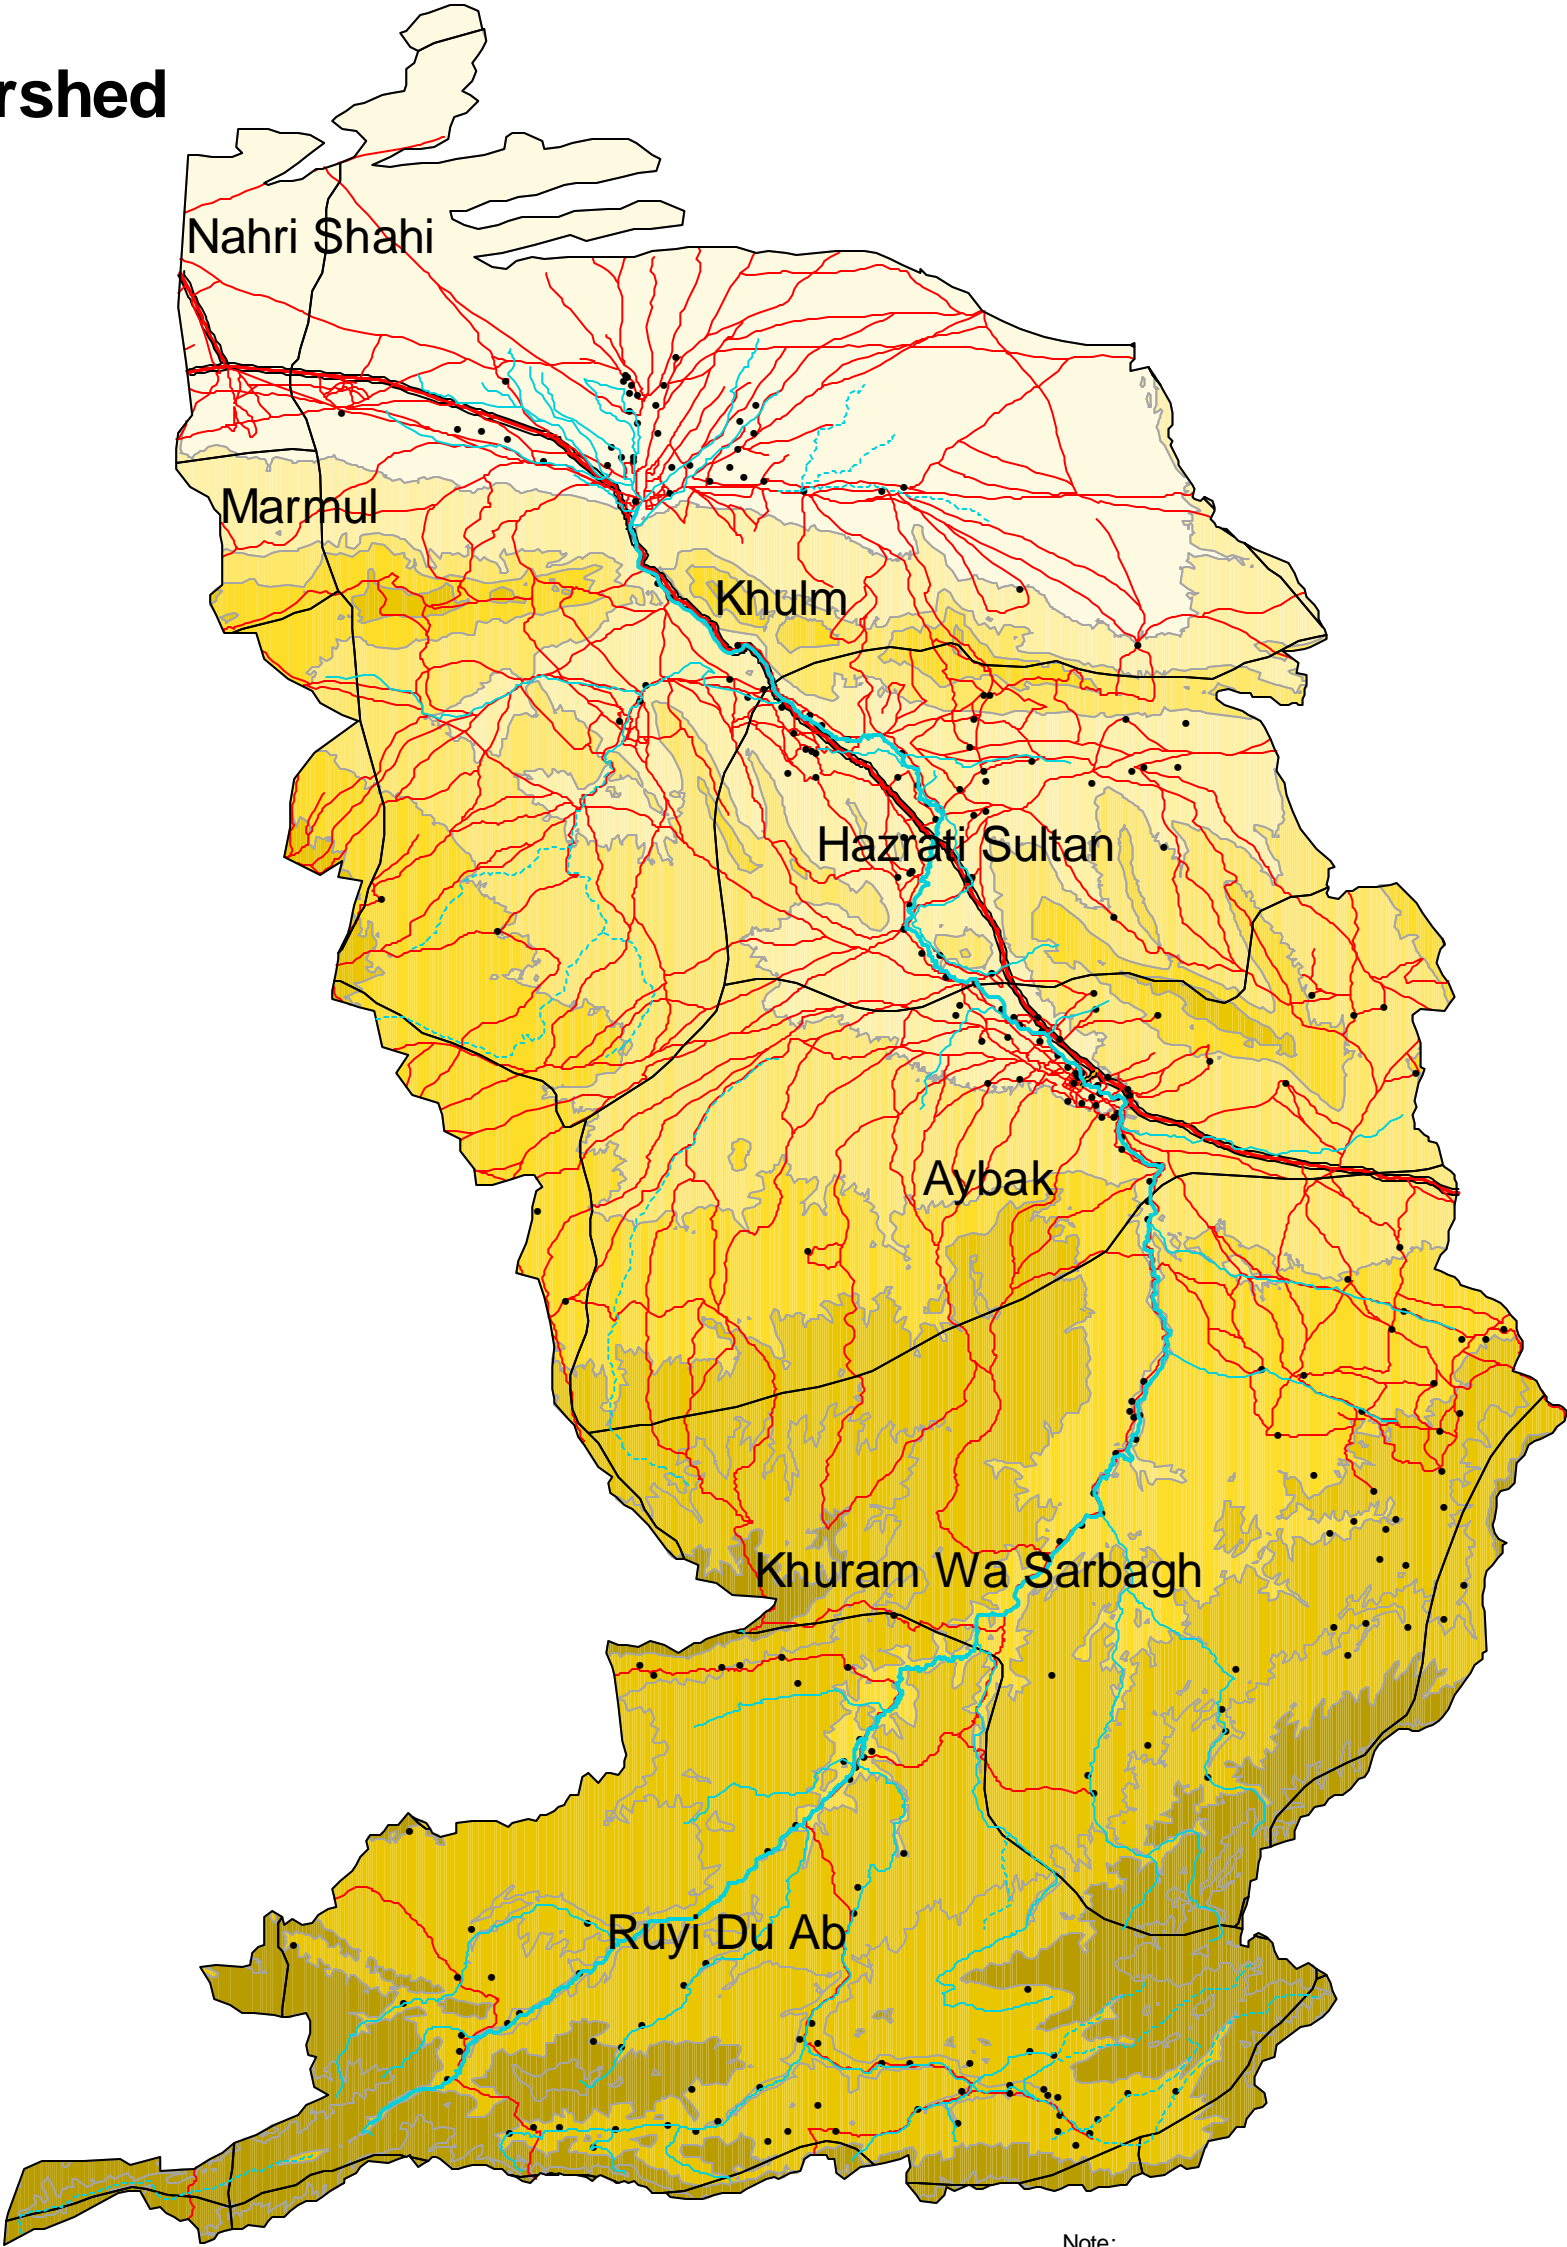 rshed
Nahri Shahi
Marmul
Khulm
Hazrati Sultan
Aybak
Khuram Wa Sarbagh
Ruyi Du Ab
Note: